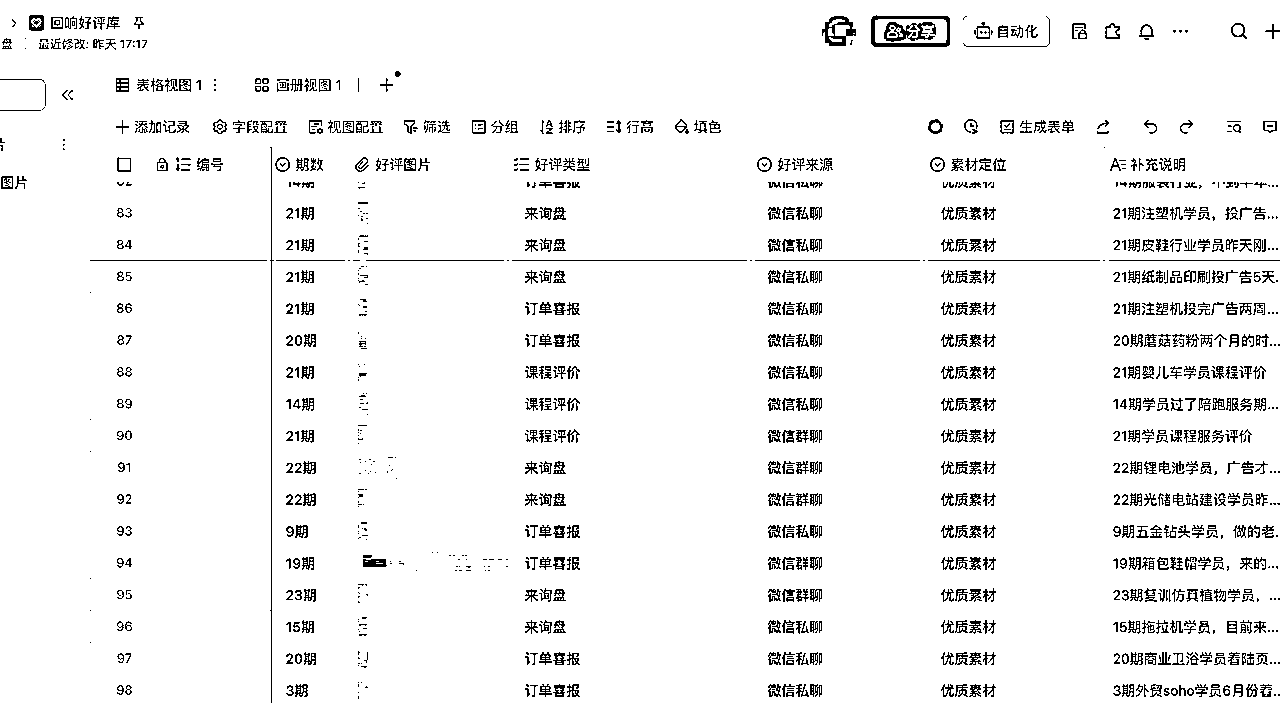 回响好评库
盘 最近修改: 昨天 17:17
分享
自动化
表格视图 1
画册视图 1
添加记录 字段配置 视图配置 筛选 分组 排序 行高 填色 生成表单
图片
编号 期数 好评图片 好评类型 好评来源 素材定位 补充说明
83 21期 来询盘 微信私聊 优质素材 21期注塑机学员，投广告...
84 21期 来询盘 微信私聊 优质素材 21期皮鞋行业学员昨天刚...
85 21期 来询盘 微信私聊 优质素材 21期纸制品印刷投广告5天.
86 21期 订单喜报 微信私聊 优质素材 21期注塑机投完广告两周...
87 20期 订单喜报 微信私聊 优质素材 20期蘑菇药粉两个月的时...
88 21期 课程评价 微信私聊 优质素材 21期婴儿车学员课程评价
89 14期 课程评价 微信私聊 优质素材 14期学员过了陪跑服务期...
90 21期 课程评价 微信群聊 优质素材 21期学员课程服务评价
91 22期 来询盘 微信群聊 优质素材 22期锂电池学员，广告才...
92 22期 来询盘 微信群聊 优质素材 22期光储电站建设学员昨...
93 9期 订单喜报 微信私聊 优质素材 9期五金钻头学员，做的老.
94 19期 订单喜报 微信群聊 优质素材 19期箱包鞋帽学员，来的...
95 23期 来询盘 微信群聊 优质素材 23期复训仿真植物学员，...
96 15期 来询盘 微信私聊 优质素材 15期拖拉机学员，目前来...
97 20期 订单喜报 微信私聊 优质素材 20期商业卫浴学员着陆页...
98 3期 订单喜报 微信私聊 优质素材 3期外贸soho学员6月份着...